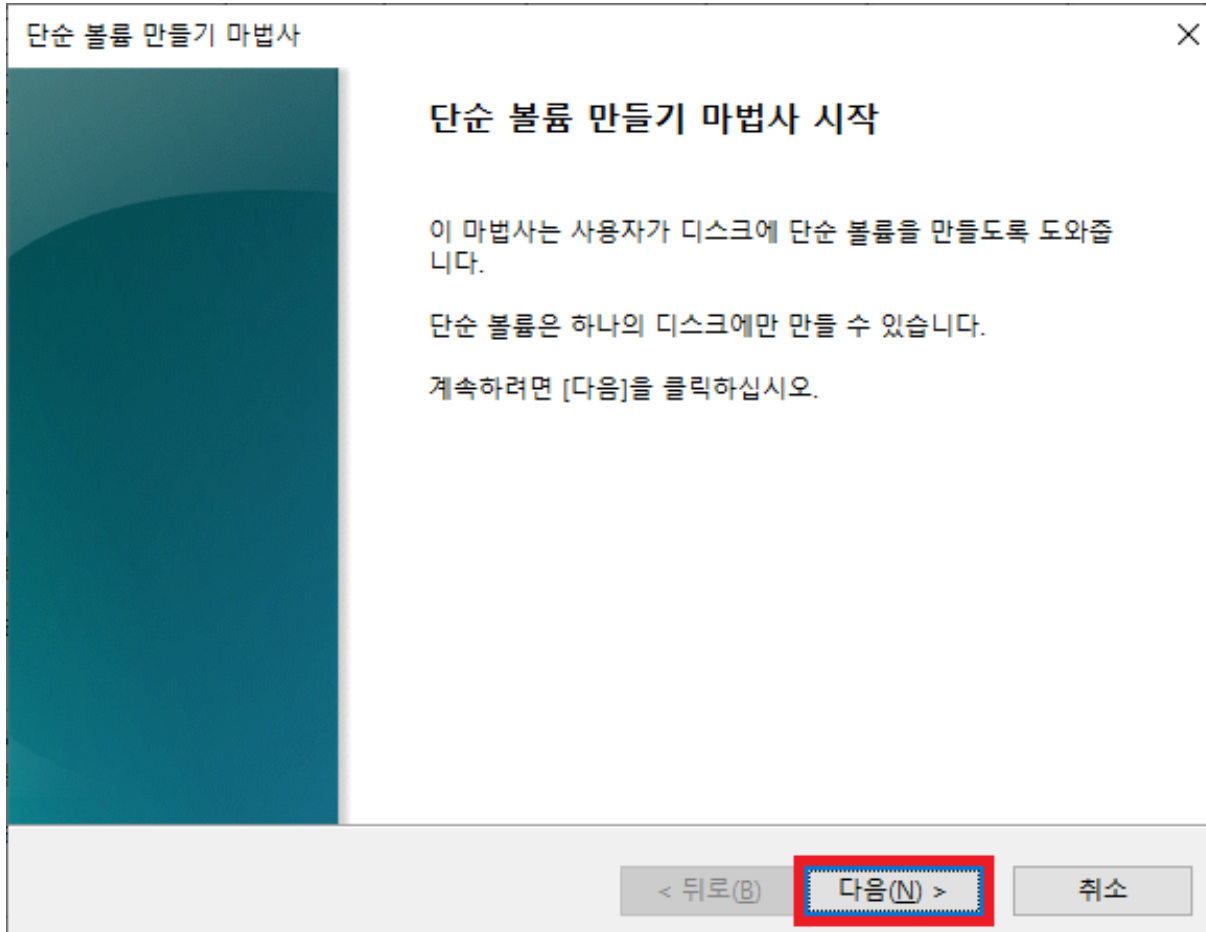 단순 볼륨 만들기 마법사
단순 볼륨 만들기 마법사 시작
이 마법사는 사용자가 디스크에 단순 볼륨을 만들도록 도와줍
니다.
단순 볼륨은 하나의 디스크에만 만들 수 있습니다.
계속하려면 [다음]을 클릭하십시오.
< 뒤로(B) 다음(N) > 취소